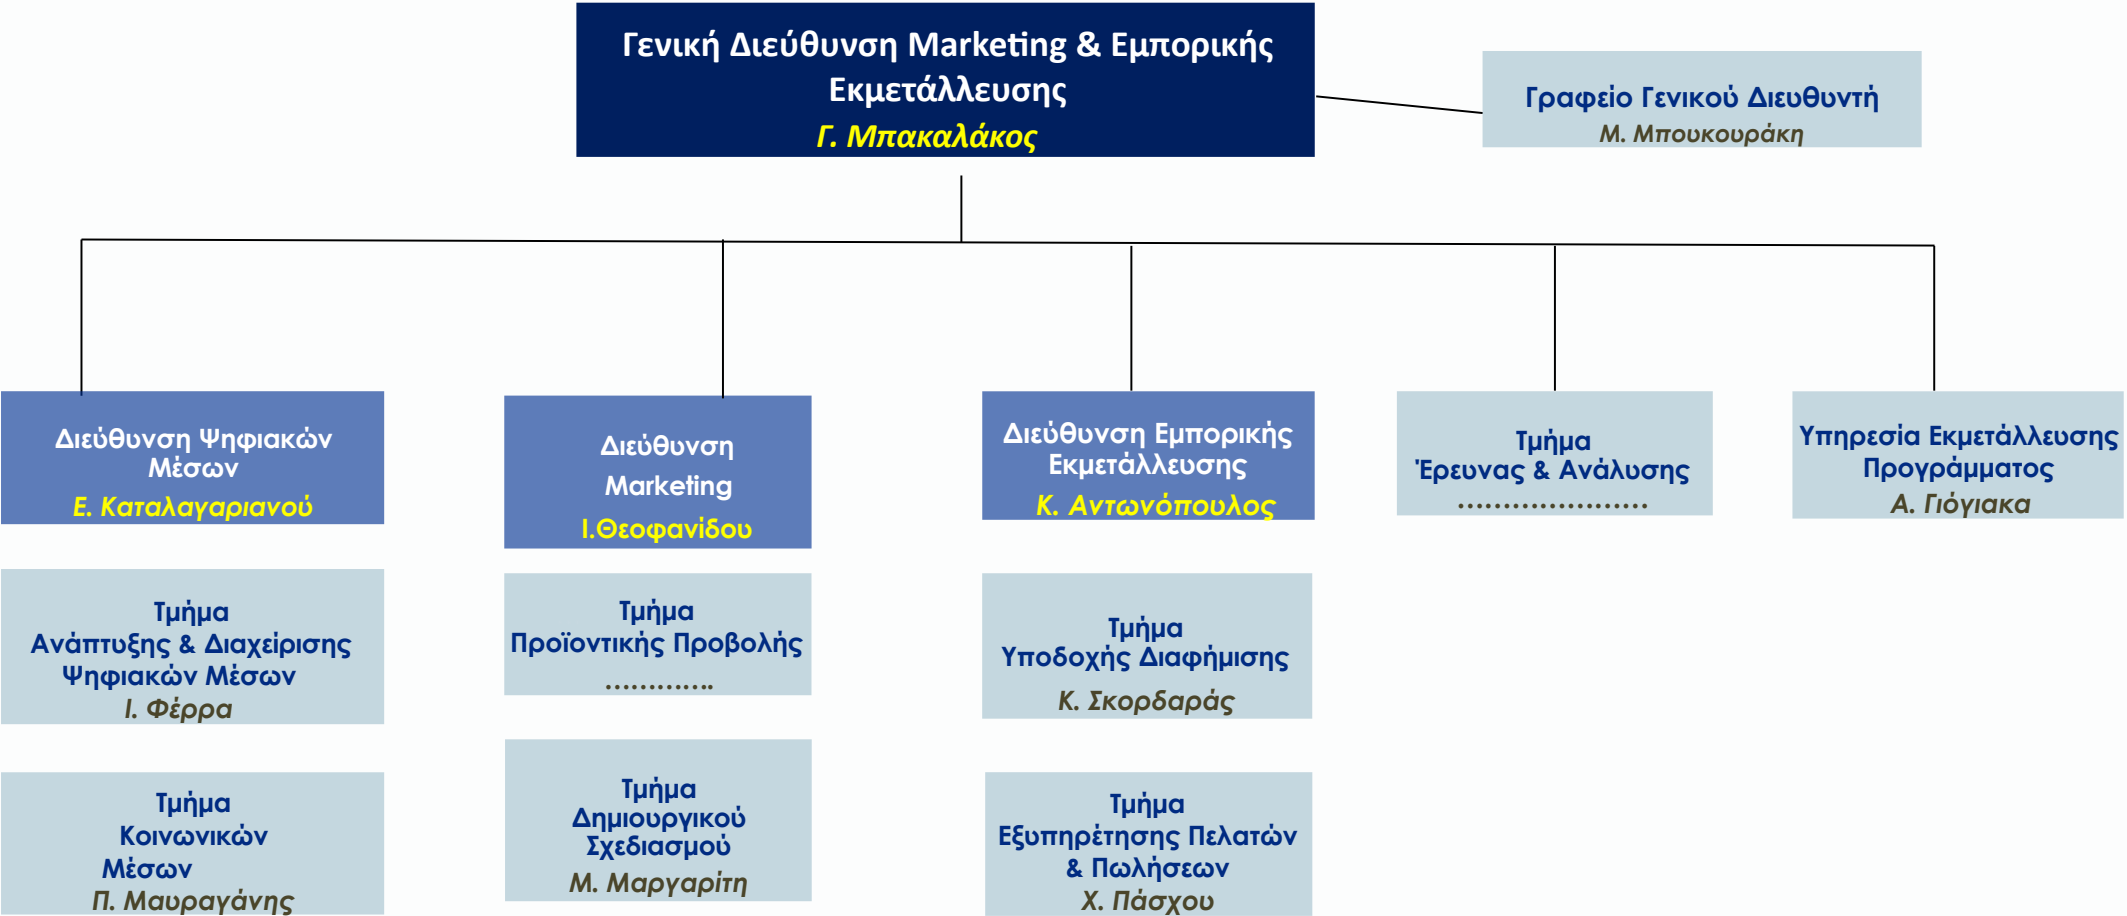 Γενική Διεύθυνση Marketing & Εμπορικής
Εκμετάλλευσης
Γ. Μπακαλάκος
Γραφείο Γενικού Διευθυντή
Μ. Μπουκουράκη
Διεύθυνση Ψηφιακών
Μέσων
Ε. Καταλαγαριανού
Διεύθυνση
Marketing
Ι.Θεοφανίδου
Διεύθυνση Εμπορικής
Εκμετάλλευσης
Κ. Αντωνόπουλος
Τμήμα
Έρευνας & Ανάλυσης
…………………
Υπηρεσία Εκμετάλλευσης
Προγράμματος
Α. Γιόγιακα
Τμήμα
Ανάπτυξης & Διαχείρισης
Ψηφιακών Μέσων
Ι. Φέρρα
Τμήμα
Προϊοντικής Προβολής
………….
Τμήμα
Υποδοχής Διαφήμισης
Κ. Σκορδαράς
Τμήμα
Κοινωνικών
Μέσων
Π. Μαυραγάνης
Τμήμα
Δημιουργικού
Σχεδιασμού
Μ. Μαργαρίτη
Τμήμα
Εξυπηρέτησης Πελατών
& Πωλήσεων
Χ. Πάσχου